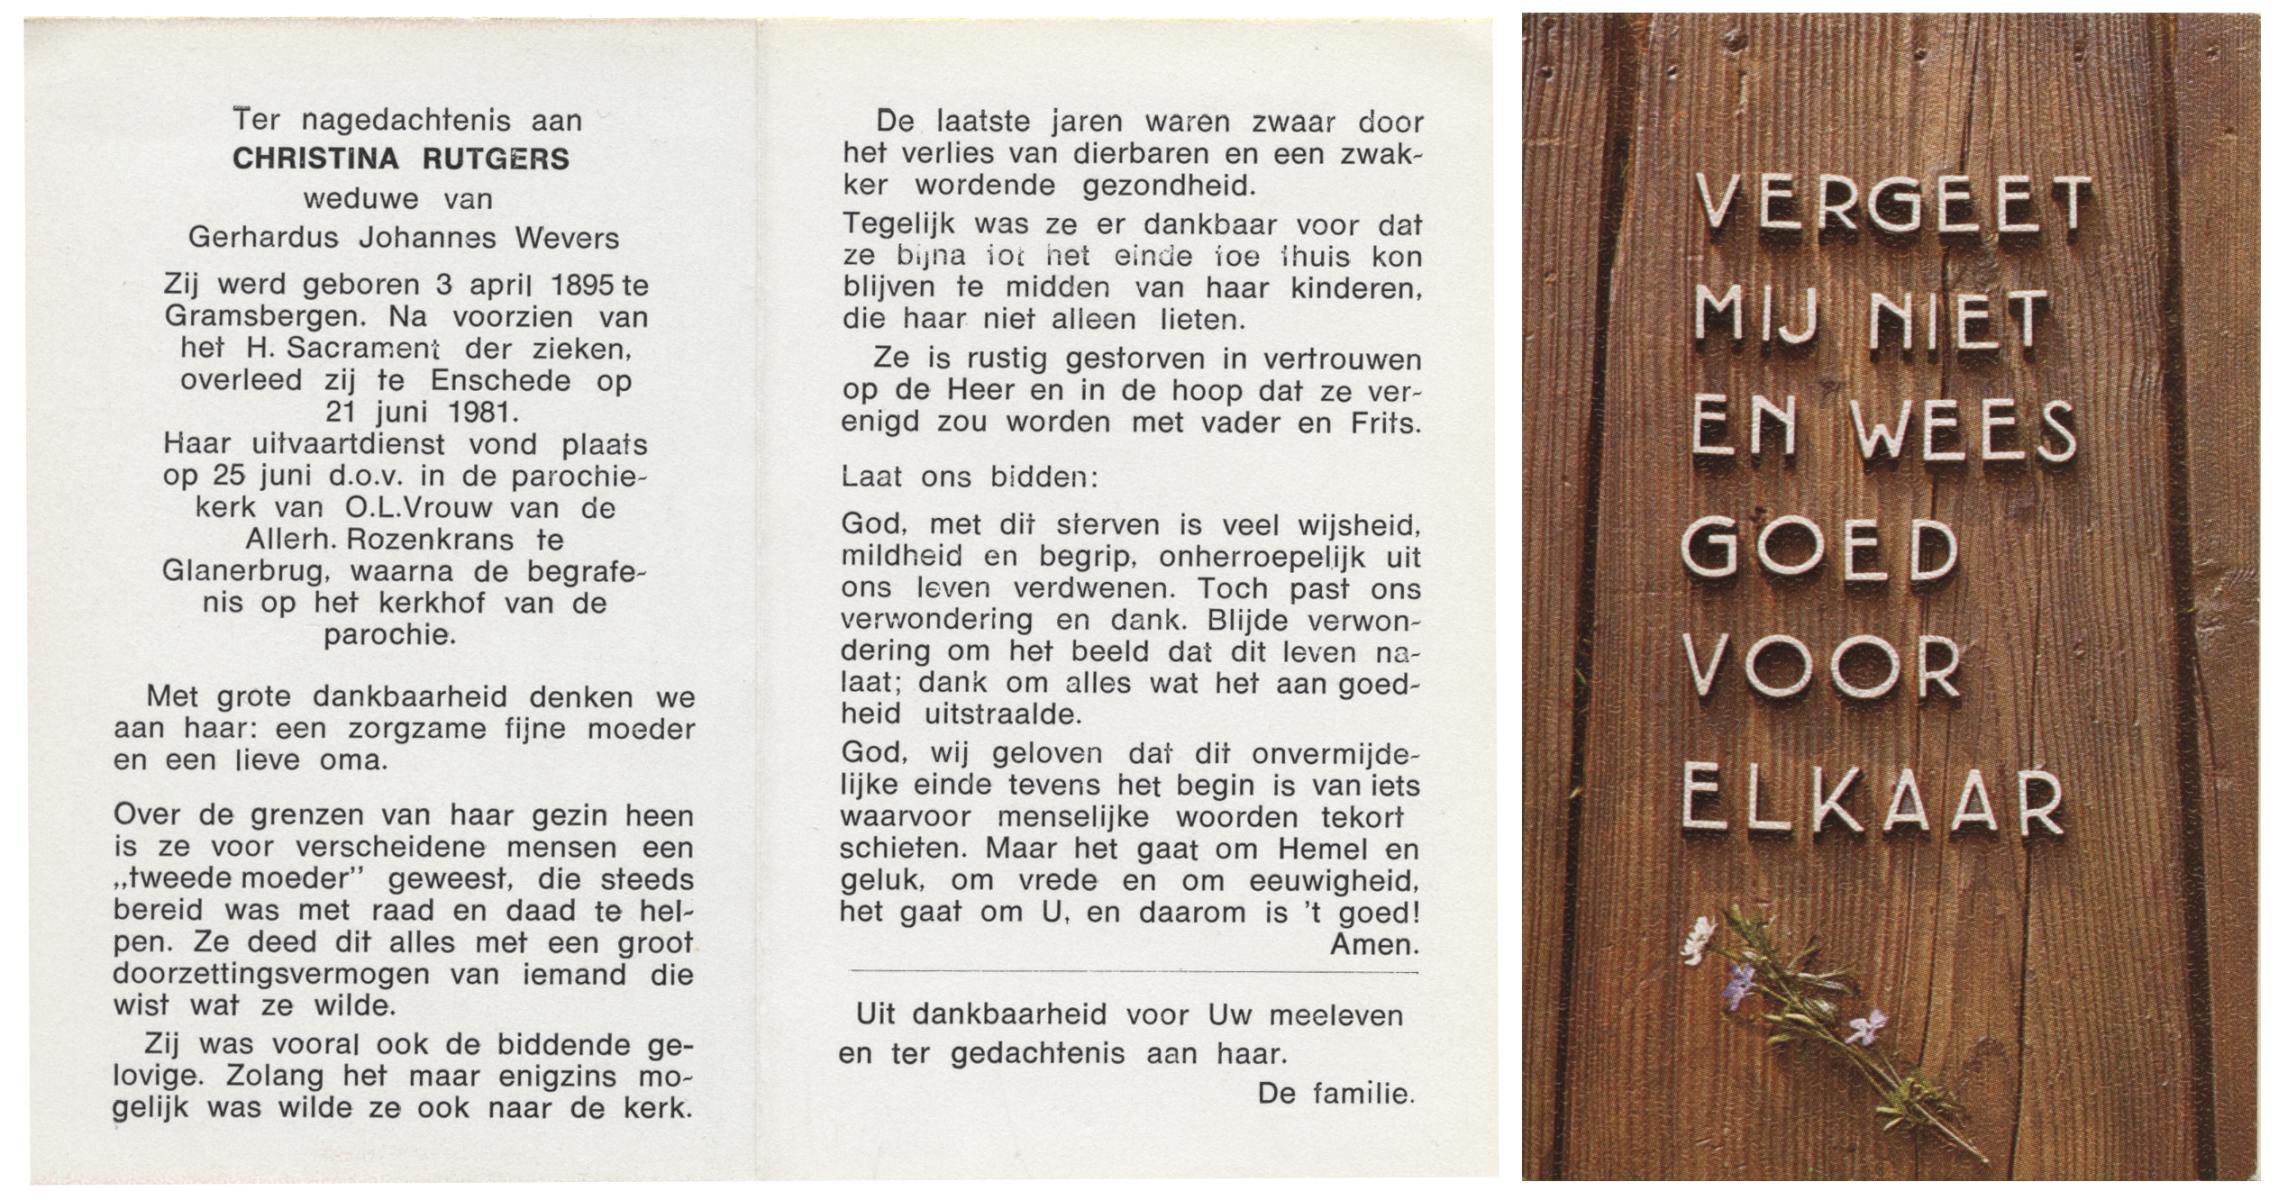 Ter nagedachtenis aan
CHRISTINA RUTGERS
weduwe van
Gerhardus Johannes Wevers
Zij werd geboren 3 april 1895 te
Gramsbergen. Na voorzien van
het H. Sacrament der zieken,
overleed zij te Enschede op
21 juni 1981.
Haar uitvaartdienst vond plaats
op 25 juni d.o.v. in de parochie-
kerk van O.L.Vrouw van de
Allerh. Rozenkrans te
Glanerbrug, waarna de begrafe-
nis op het kerkhof van de
parochie.
Met grote dankbaarheid denken we
aan haar: een zorgzame fijne moeder
en een lieve oma.
Over de grenzen van haar gezin heen
is ze voor verscheidene mensen een
„tweede moeder” geweest, die steeds
bereid was met raad en daad te hel-
pen. Ze deed dit alles met een groot
doorzettingsvermogen van iemand die
wist wat ze wilde.
Zij was vooral ook de biddende ge-
lovige. Zolang het maar enigzins mo-
gelijk was wilde ze ook naar de kerk.
De laatste jaren waren zwaar door
het verlies van dierbaren en een zwak-
ker wordende gezondheid.
Tegelijk was ze er dankbaar voor dat
ze bijna tot het einde toe thuis kon
blijven te midden van haar kinderen,
die haar niet alleen lieten.
Ze is rustig gestorven in vertrouwen
op de Heer en in de hoop dat ze ver-
enigd zou worden met vader en Frits.
Laat ons bidden:
God, met dit sterven is veel wijsheid,
mildheid en begrip, onherroepelijk uit
ons leven verdwenen. Toch past ons
verwondering en dank. Blijde verwon-
dering om het beeld dat dit leven na-
laat; dank om alles wat het aan goed-
heid uitstraalde.
God, wij geloven dat dit onvermijde-
lijke einde tevens het begin is van iets
waarvoor menselijke woorden tekort
schieten. Maar het gaat om Hemel en
geluk, om vrede en om eeuwigheid,
het gaat om U, en daarom is 't goed!
Amen.
Uit dankbaarheid voor Uw meeleven
en ter gedachtenis aan haar.
De familie.
VERGEET
MIJ NIET
EN WEES
GOED
VOOR
ELKAAR